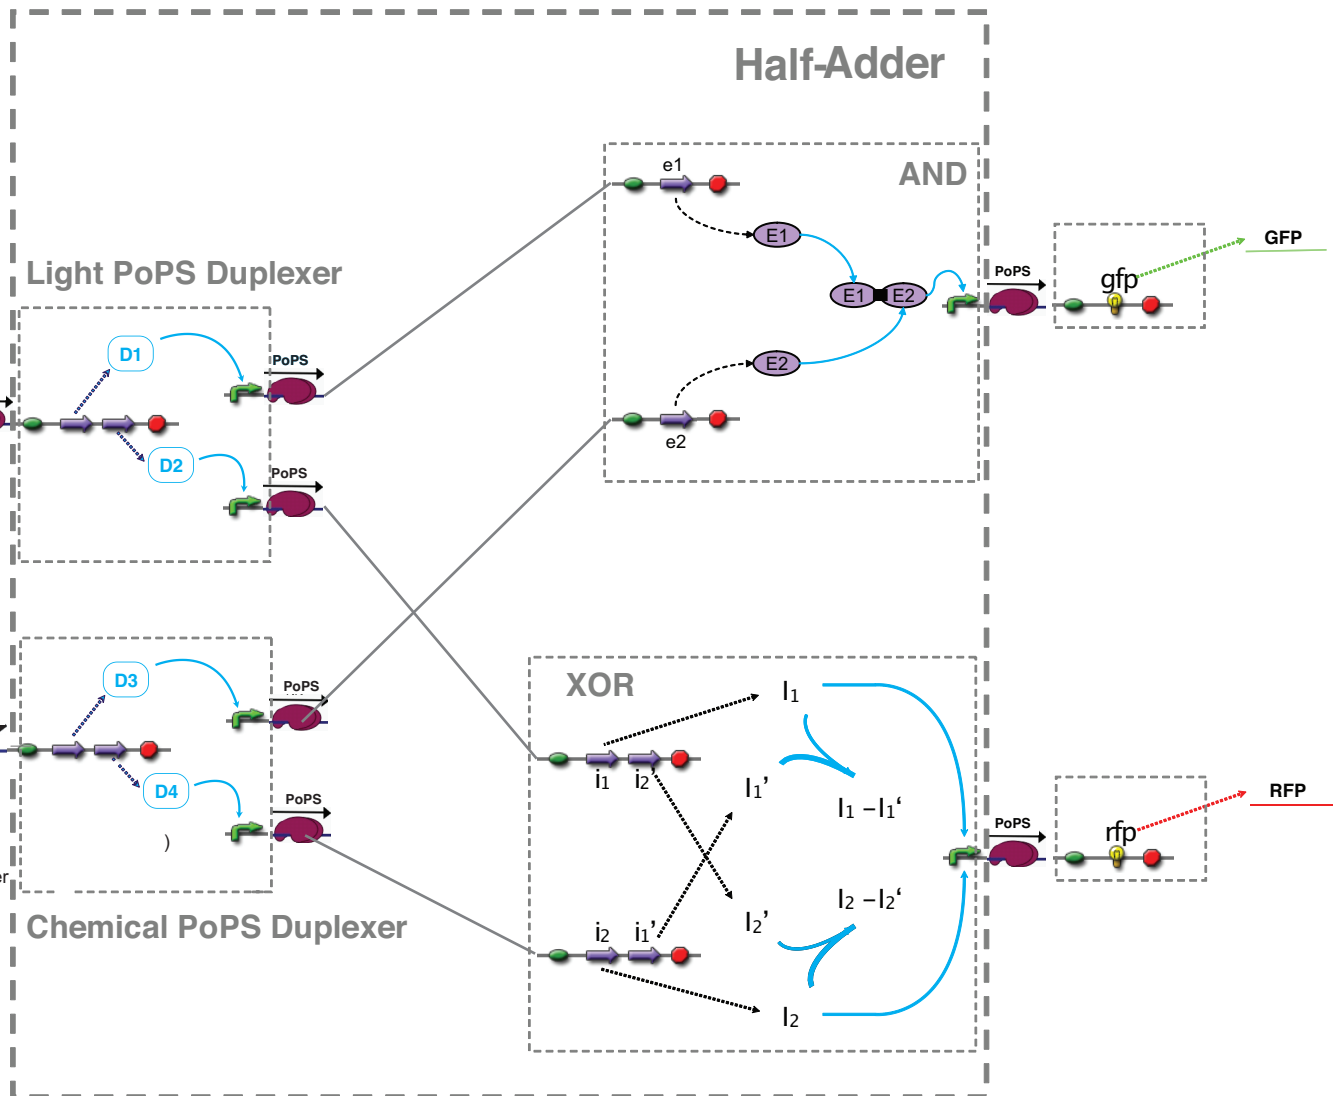 Half-Adder
AND
e1
E1
E1 E2
E2
e2
PoPS
gfp
GFP
Light PoPS Duplexer
D1
PoPS
D2
PoPS
D3
PoPS
D4
PoPS
)
er
Chemical PoPS Duplexer
XOR
i1 i2'
I1
I1'
I1 –I1‘
I2 –I2‘
I2'
i2 i1'
I2
PoPS
rfp
RFP